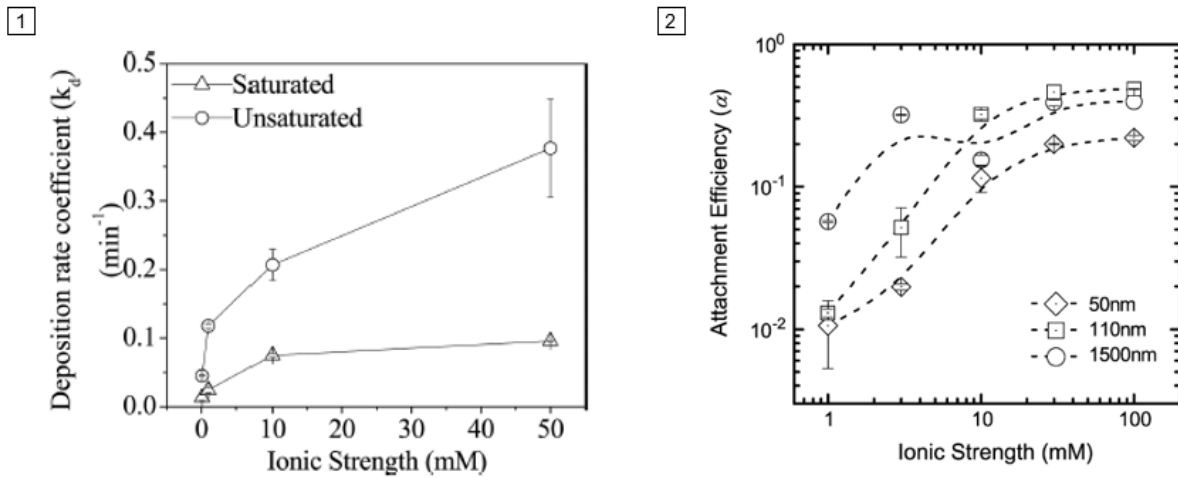 1
Deposition rate coefficient (k_d)
(min⁻¹)
0.5
0.4
0.3
0.2
0.1
0.0
Saturated
Unsaturated
0 10 20 30 40 50
Ionic Strength (mM)
2
Attachment Efficiency (α)
10⁰
10⁻¹
10⁻²
50nm
110nm
1500nm
1 10 100
Ionic Strength (mM)